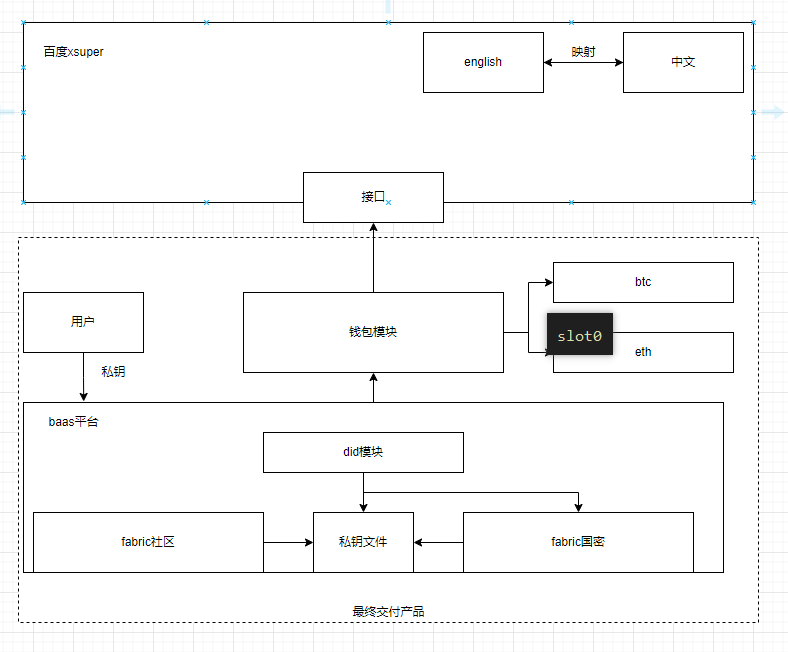 百度xsuper
english
映射
中文
接口
用户
钱包模块
btc
slot0
eth
私钥
baas平台
did模块
fabric社区
私钥文件
fabric国密
最终交付产品